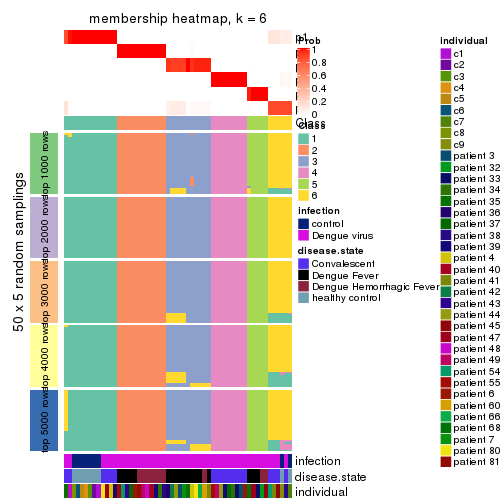 membership heatmap, k = 6
50 x 5 random samplings
top 1000 rows
top 2000 rows
top 3000 rows
top 4000 rows
top 5000 rows
p1
Class
infection
disease.state
individual
Prob
1
0.8
0.6
0.4
0.2
0
Class
1
2
3
4
5
6
infection
control
Dengue virus
disease.state
Convalescent
Dengue Fever
Dengue Hemorrhagic Fever
healthy control
individual
c1
c2
c3
c4
c5
c6
c7
c8
c9
patient 3
patient 32
patient 33
patient 34
patient 35
patient 36
patient 37
patient 38
patient 39
patient 4
patient 40
patient 41
patient 42
patient 43
patient 44
patient 45
patient 47
patient 48
patient 49
patient 54
patient 55
patient 6
patient 60
patient 66
patient 68
patient 7
patient 80
patient 81